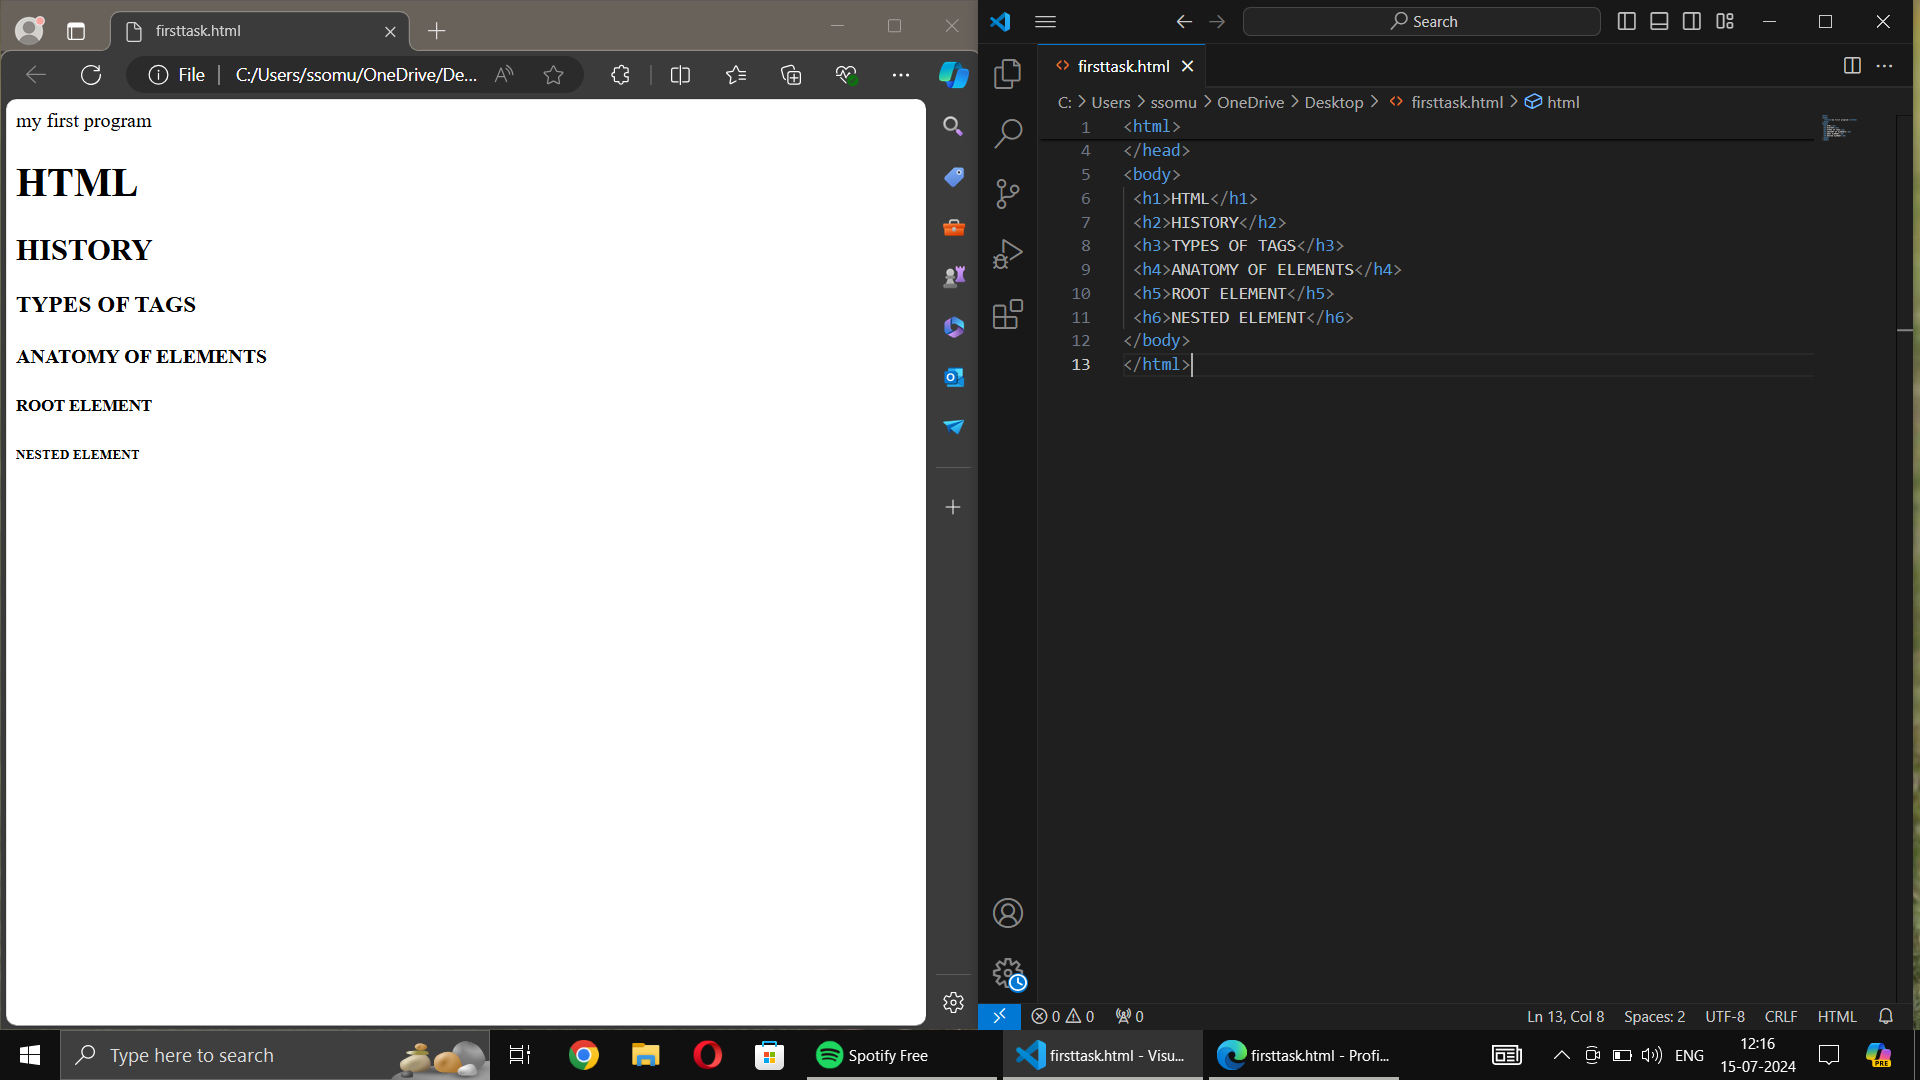 firsttask.html
File
C:/Users/ssomu/OneDrive/De...
my first program
HTML
HISTORY
TYPES OF TAGS
ANATOMY OF ELEMENTS
ROOT ELEMENT
NESTED ELEMENT
Search
firsttask.html
C: > Users > ssomu > OneDrive > Desktop > <> firsttask.html > html
1 <html>
4 </head>
5 <body>
6 <h1>HTML</h1>
7 <h2>HISTORY</h2>
8 <h3>TYPES OF TAGS</h3>
9 <h4>ANATOMY OF ELEMENTS</h4>
10 <h5>ROOT ELEMENT</h5>
11 <h6>NESTED ELEMENT</h6>
12 </body>
13 </html>
0 0 0 Ln 13, Col 8 Spaces: 2 UTF-8 CRLF HTML
Type here to search
Spotify Free
firsttask.html - Visu...
firsttask.html - Profi...
ENG
12:16
15-07-2024
PRE